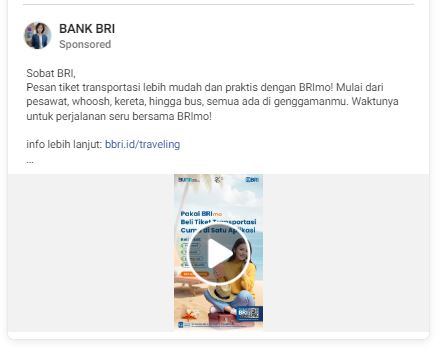 BANK BRI
Sponsored
Sobat BRI,
Pesan tiket transportasi lebih mudah dan praktis dengan BRImo! Mulai dari
pesawat, whoosh, kereta, hingga bus, semua ada di genggamanmu. Waktunya
untuk perjalanan seru bersama BRImo!
info lebih lanjut: bbri.id/traveling
...
BRI
Pakai BRImo
Beli Tiket Transportasi
Cuma di Satu Aplikasi